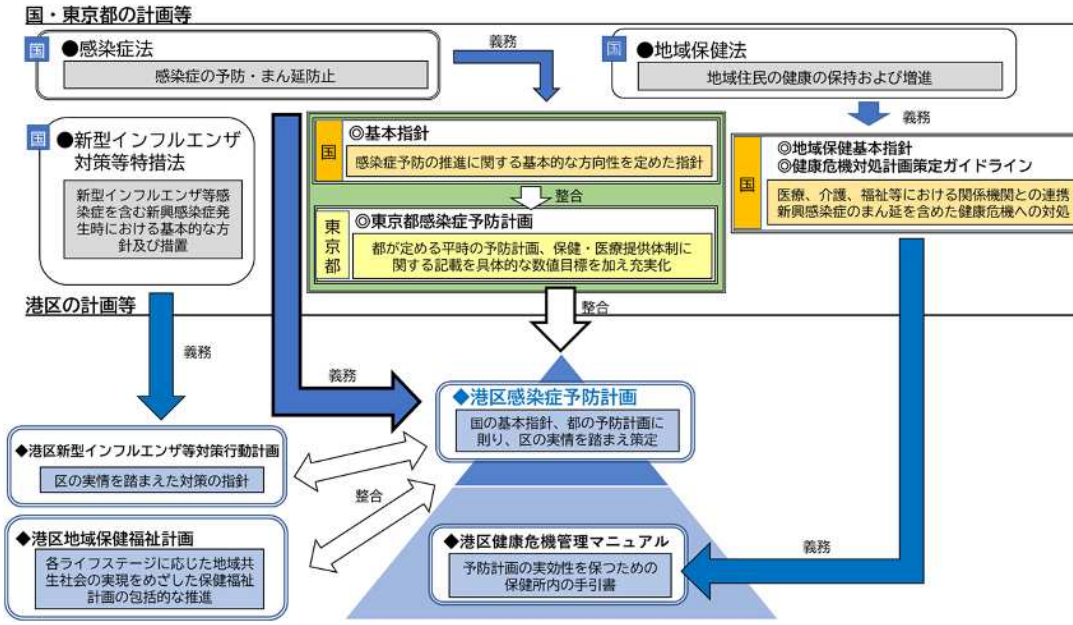 国・東京都の計画等
国
●感染症法
感染症の予防・まん延防止
義務
国
●地域保健法
地域住民の健康の保持および増進
義務
国
●新型インフルエンザ
対策等特措法
新型インフルエンザ等感
染症を含む新興感染症発
生時における基本的な方
針及び措置
国
◎基本指針
感染症予防の推進に関する基本的な方向性を定めた指針
整合
東京都
◎東京都感染症予防計画
都が定める平時の予防計画、保健・医療提供体制に
関する記載を具体的な数値目標を加え充実化
国
◎地域保健基本指針
◎健康危機対処計画策定ガイドライン
医療、介護、福祉等における関係機関との連携
新興感染症のまん延を含めた健康危機への対処
港区の計画等
整合
義務
義務
◆港区感染症予防計画
国の基本指針、都の予防計画に
則り、区の実情を踏まえ策定
◆港区新型インフルエンザ等対策行動計画
区の実情を踏まえた対策の指針
整合
◆港区地域保健福祉計画
各ライフステージに応じた地域共
生社会の実現をめざした保健福祉
計画の包括的な推進
◆港区健康危機管理マニュアル
予防計画の実効性を保つための
保健所内の手引書
義務